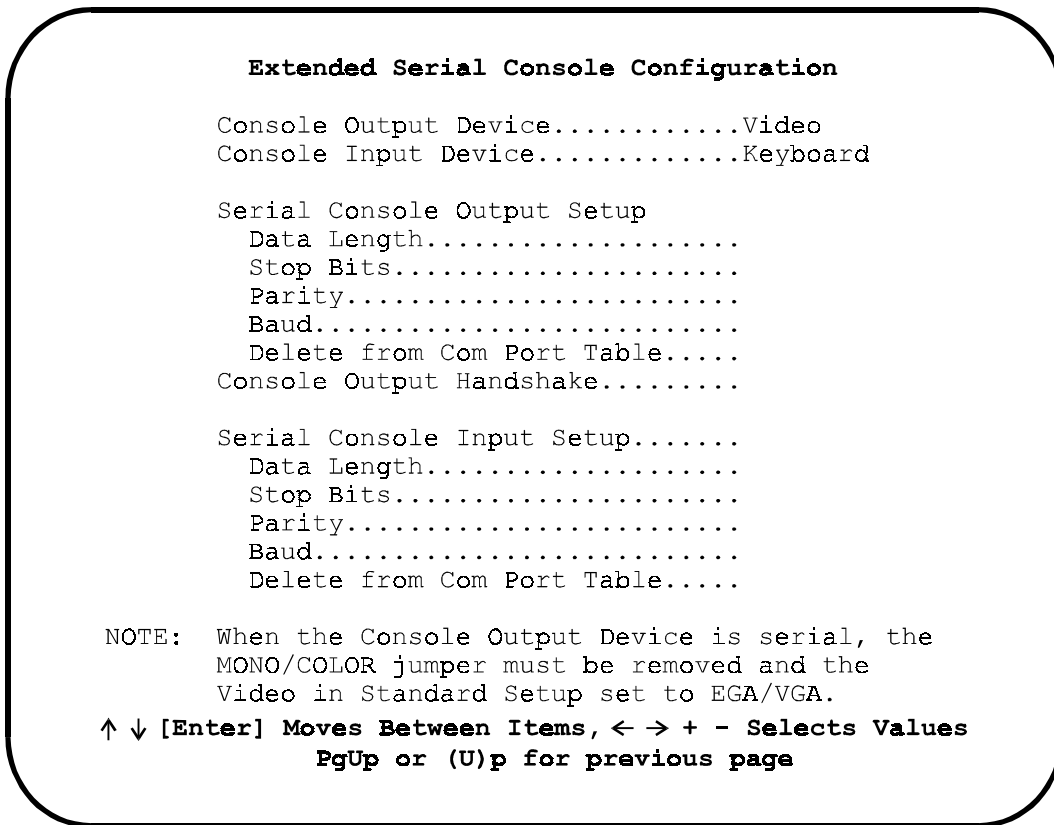 Extended Serial Console Configuration
Console Output Device............Video
Console Input Device.............Keyboard
Serial Console Output Setup
Data Length....................
Stop Bits......................
Parity.........................
Baud...........................
Delete from Com Port Table.....
Console Output Handshake.........
Serial Console Input Setup.......
Data Length....................
Stop Bits......................
Parity.........................
Baud...........................
Delete from Com Port Table.....
NOTE: When the Console Output Device is serial, the
MONO/COLOR jumper must be removed and the
Video in Standard Setup set to EGA/VGA.
↑ ↓ [Enter] Moves Between Items, ← → + - Selects Values
PgUp or (U)p for previous page